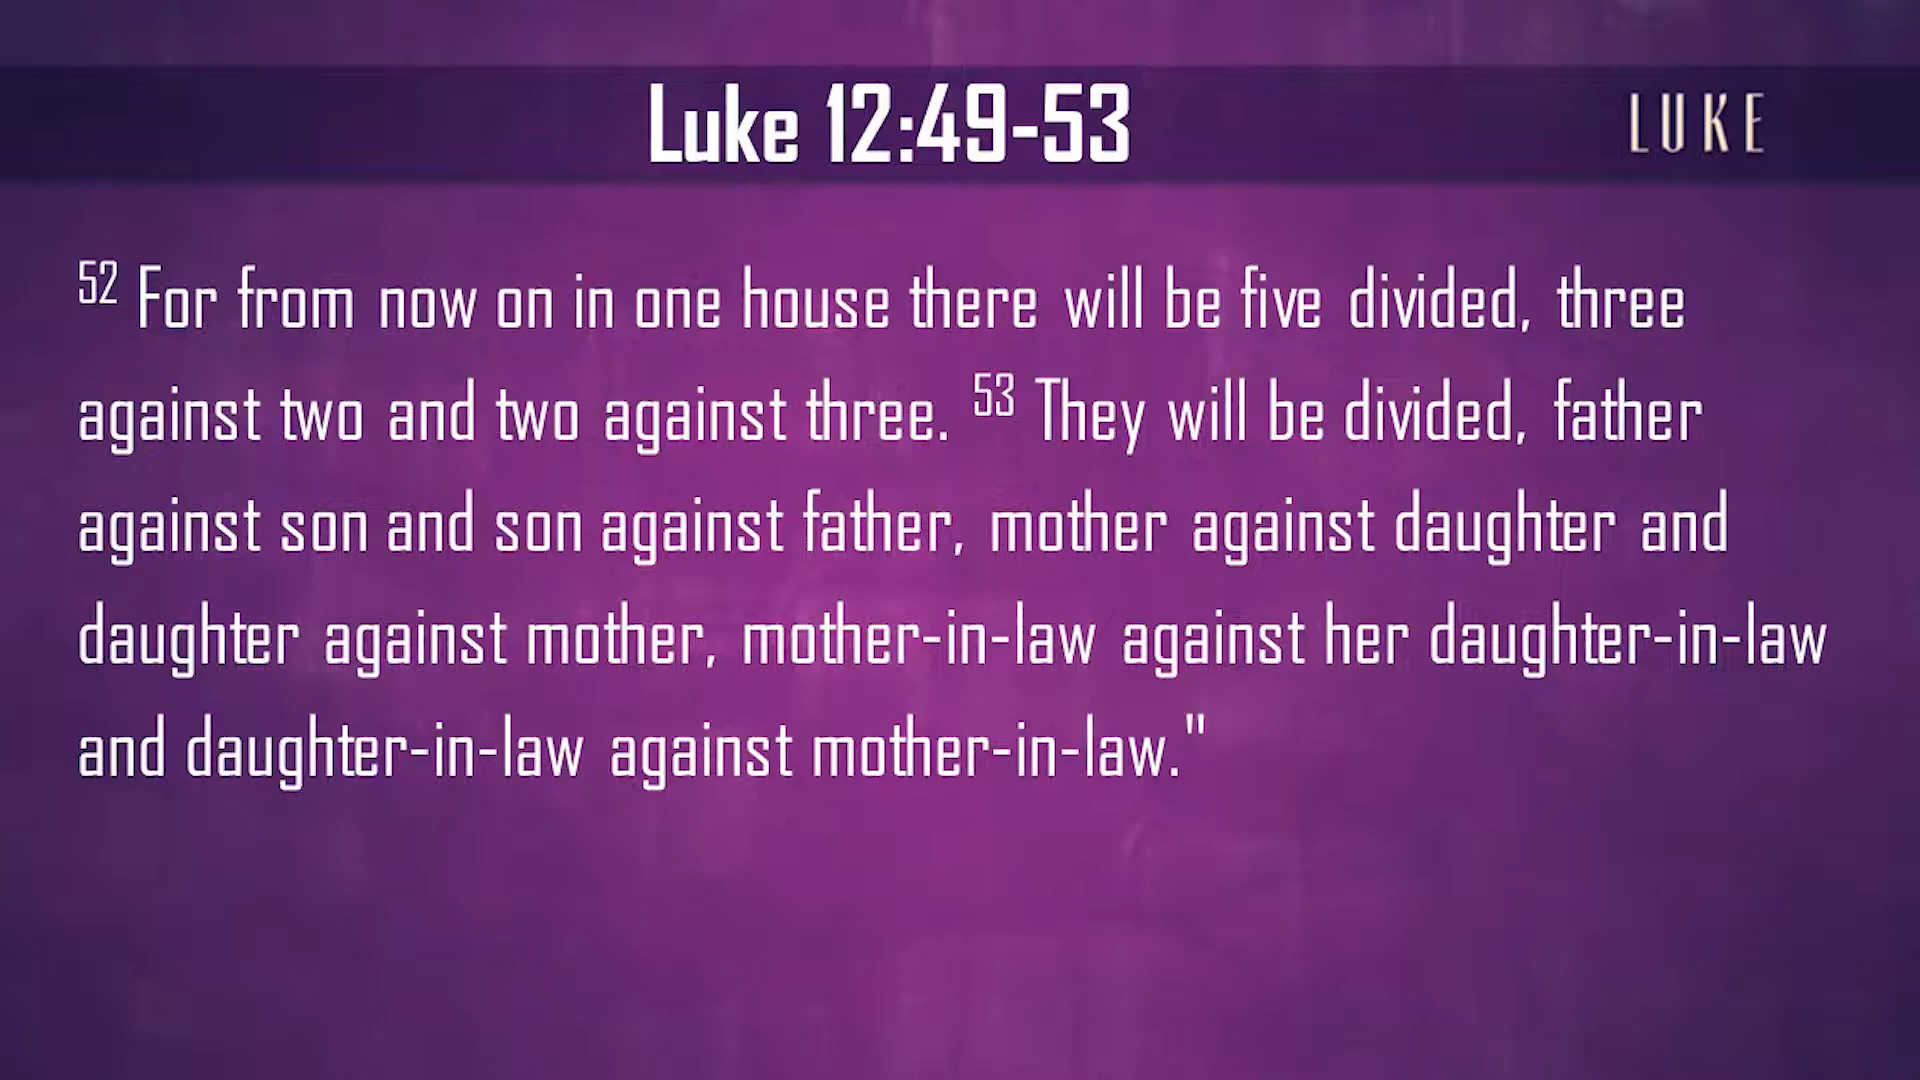 Luke 12:49-53
LUKE
52 For from now on in one house there will be five divided, three
against two and two against three. 53 They will be divided, father
against son and son against father, mother against daughter and
daughter against mother, mother-in-law against her daughter-in-law
and daughter-in-law against mother-in-law."